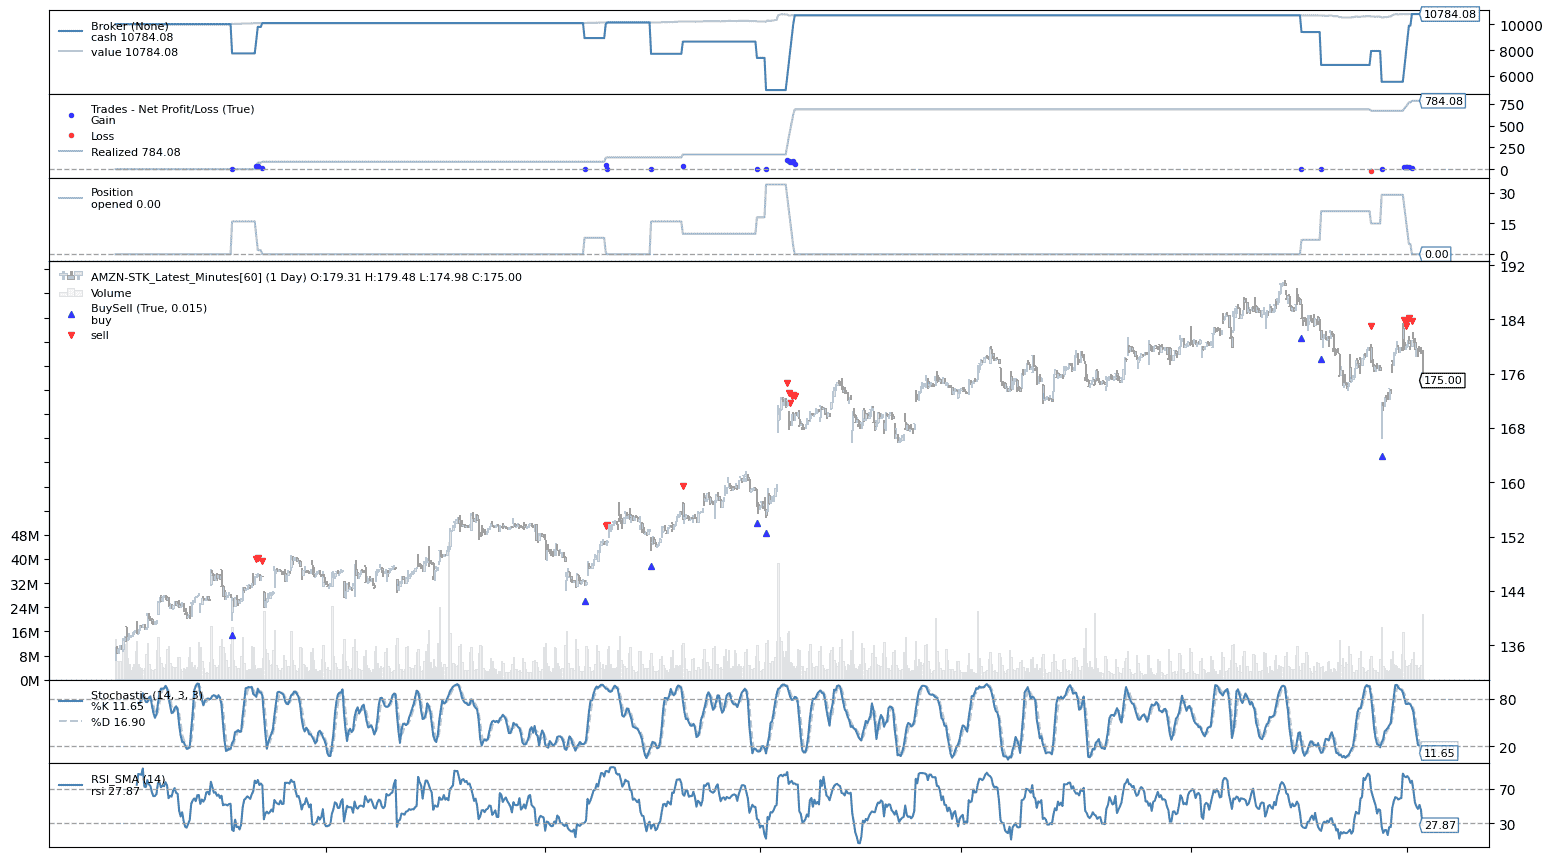 Broker (None)
cash 10784.08
value 10784.08
10784.08
10000
8000
6000
Trades - Net Profit/Loss (True)
Gain
Loss
Realized 784.08
784.08
750
500
250
0
Position
opened 0.00
30
15
0
0.00
AMZN-STK_Latest_Minutes[60] (1 Day) O:179.31 H:179.48 L:174.98 C:175.00
Volume
BuySell (True, 0.015)
buy
sell
192
184
176
175.00
168
160
152
144
136
48M
40M
32M
24M
16M
8M
0M
Stochastic (14, 3, 3)
%K 11.65
%D 16.90
80
20
11.65
RSI_SMA (14)
rsi 27.87
70
30
27.87